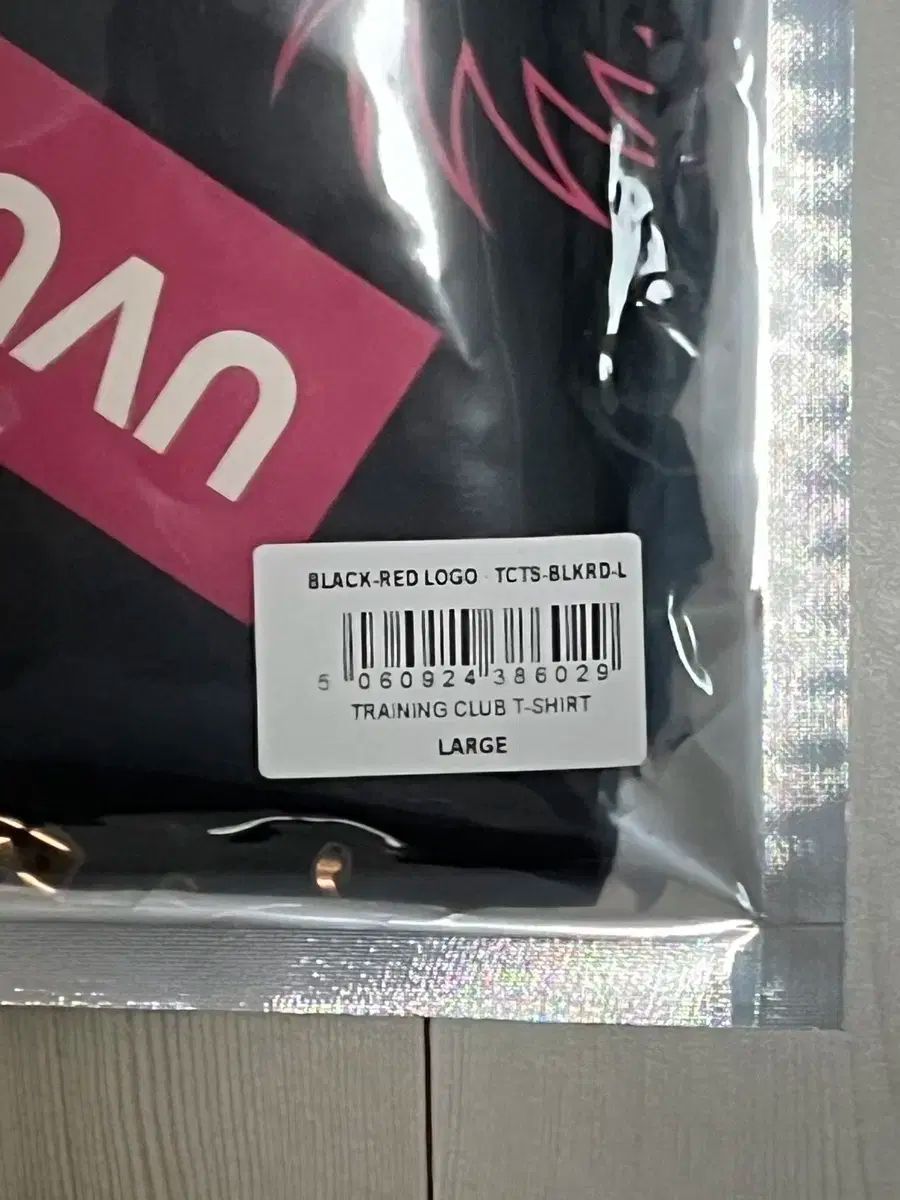 BLACK-RED LOGO TCTS-BLKRD-L
5 060924 386029
TRAINING CLUB T-SHIRT
LARGE